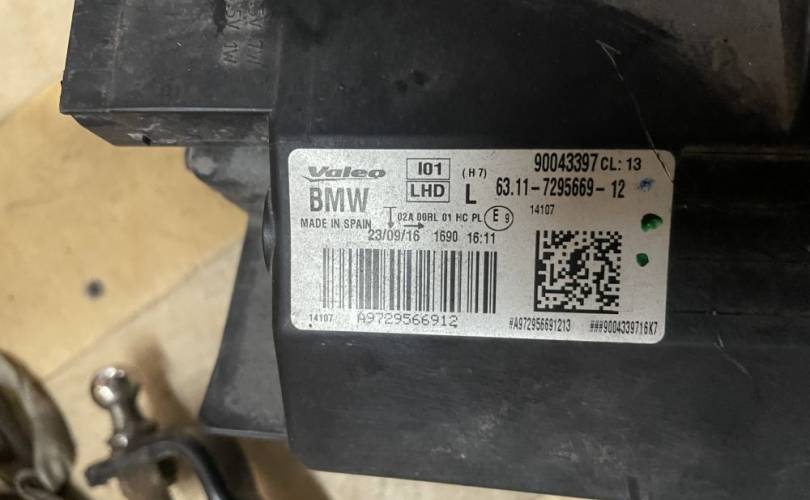 Valeo
I01
(H7)
90043397 CL: 13
BMW
LHD
L
63.11-7295669-12
MADE IN SPAIN
02A 00RL 01 HC PL
E9
14107
23/09/16 1690 16:11
14107
A9729566912
#A972956691213
###9004339716K7